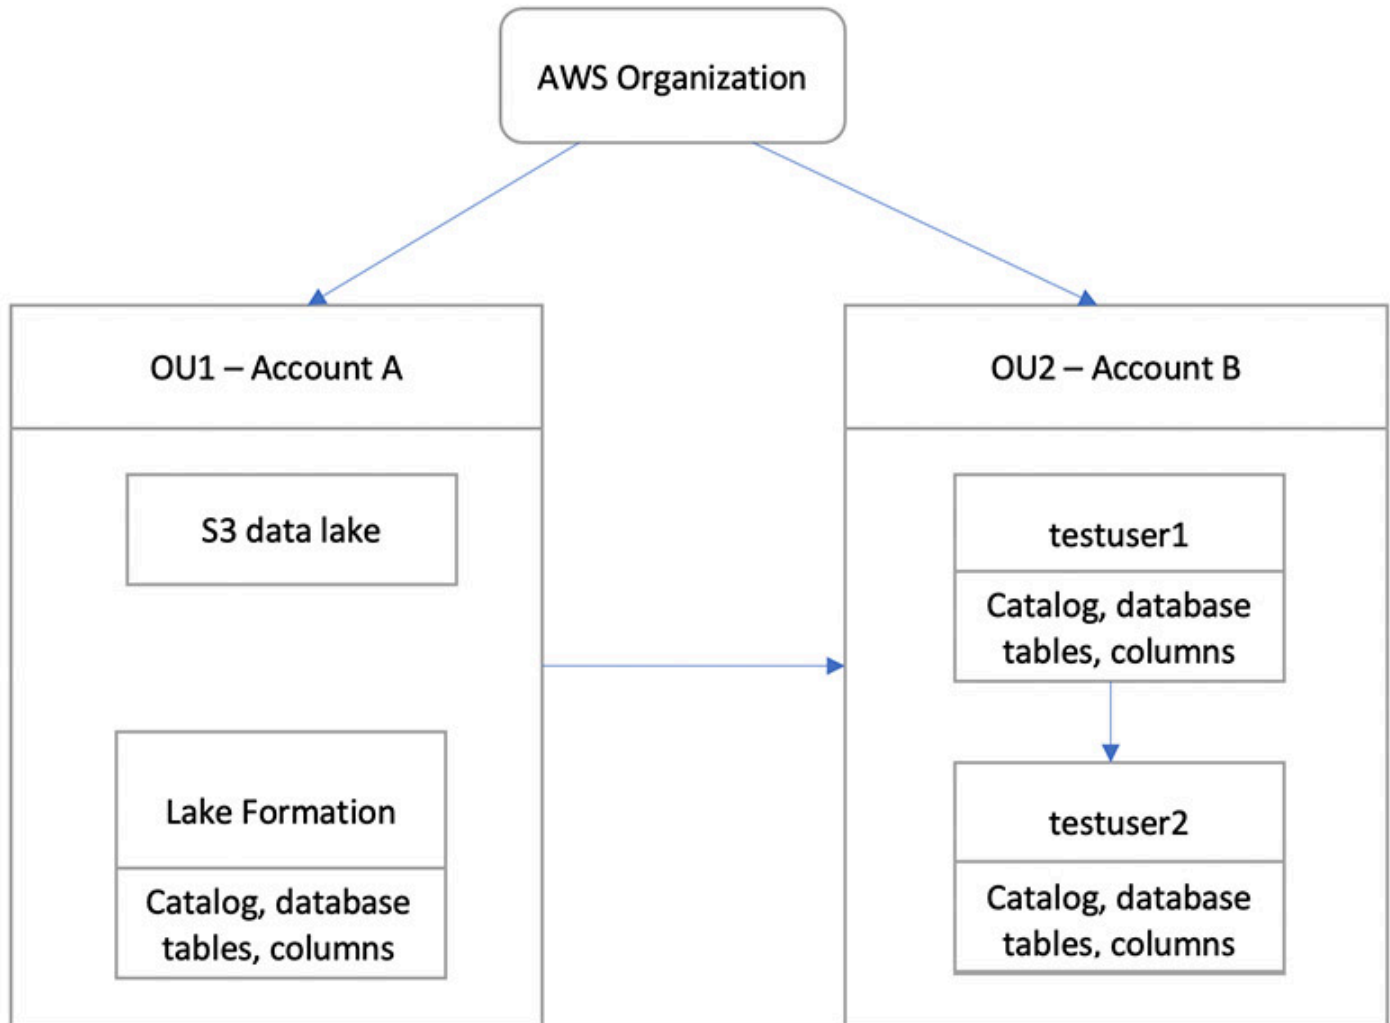 AWS Organization
OU1 – Account A
S3 data lake
Lake Formation
Catalog, database
tables, columns
OU2 – Account B
testuser1
Catalog, database
tables, columns
testuser2
Catalog, database
tables, columns